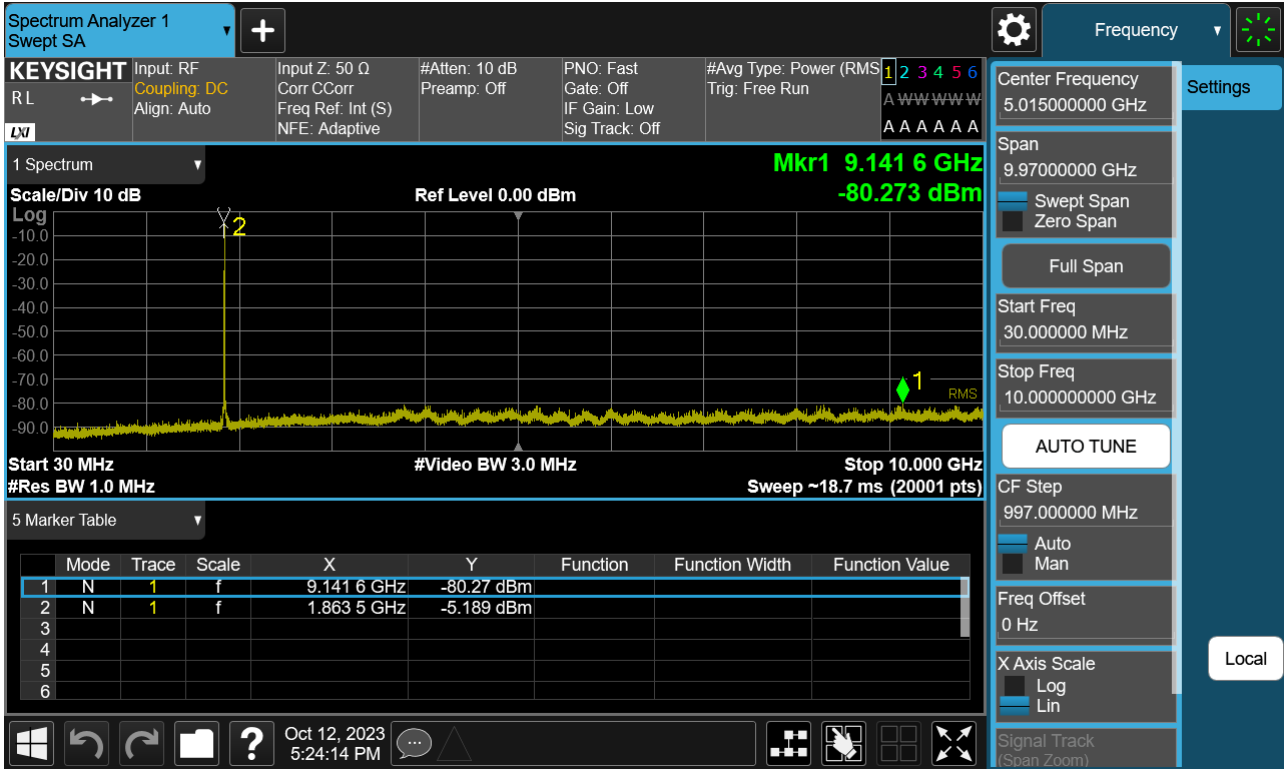 Spectrum Analyzer 1
Swept SA
Frequency
KEYSIGHT
R L
LXI
Input: RF
Coupling: DC
Align: Auto
Input Z: 50 Ω
Corr CCorr
Freq Ref: Int (S)
NFE: Adaptive
#Atten: 10 dB
Preamp: Off
PNO: Fast
Gate: Off
IF Gain: Low
Sig Track: Off
#Avg Type: Power (RMS
Trig: Free Run
1 2 3 4 5 6
A W W W W W
A A A A A A
1 Spectrum
Mkr1 9.141 6 GHz
-80.273 dBm
Scale/Div 10 dB
Ref Level 0.00 dBm
Log
-10.0
-20.0
-30.0
-40.0
-50.0
-60.0
-70.0
-80.0
-90.0
2
1
RMS
Start 30 MHz
#Video BW 3.0 MHz
Stop 10.000 GHz
#Res BW 1.0 MHz
Sweep ~18.7 ms (20001 pts)
5 Marker Table
Mode Trace Scale X Y Function Function Width Function Value
1 N 1 f 9.141 6 GHz -80.27 dBm
2 N 1 f 1.863 5 GHz -5.189 dBm
3
4
5
6
Oct 12, 2023
5:24:14 PM
?
Center Frequency
5.015000000 GHz
Span
9.97000000 GHz
Swept Span
Zero Span
Full Span
Start Freq
30.000000 MHz
Stop Freq
10.000000000 GHz
AUTO TUNE
CF Step
997.000000 MHz
Auto
Man
Freq Offset
0 Hz
X Axis Scale
Log
Lin
Signal Track
(Span Zoom)
Settings
Local